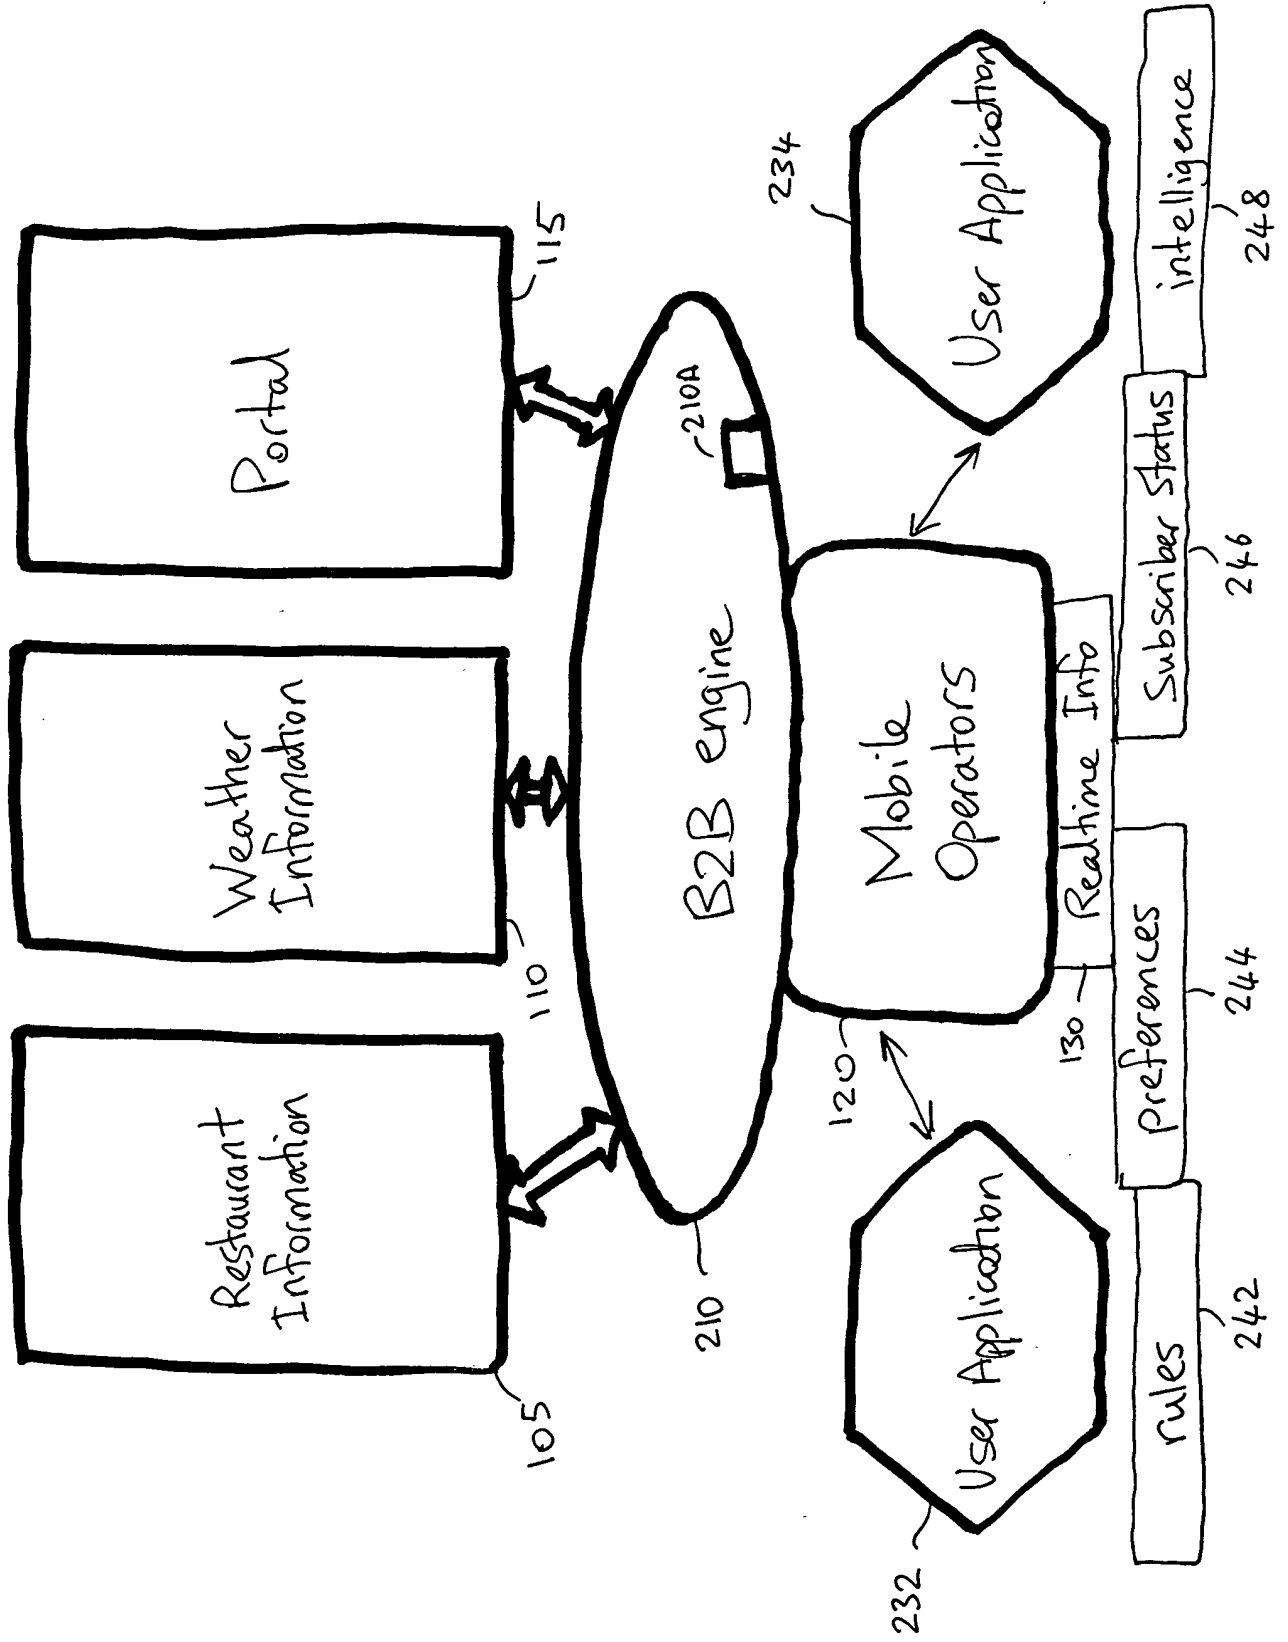 Restaurant
Information
105
Weather
Information
110
Portal
115
B2B engine
210
210A
Mobile
Operators
120
User Application
232
User Application
234
Realtime Info
130
rules
242
preferences
244
Subscriber Status
246
intelligence
248